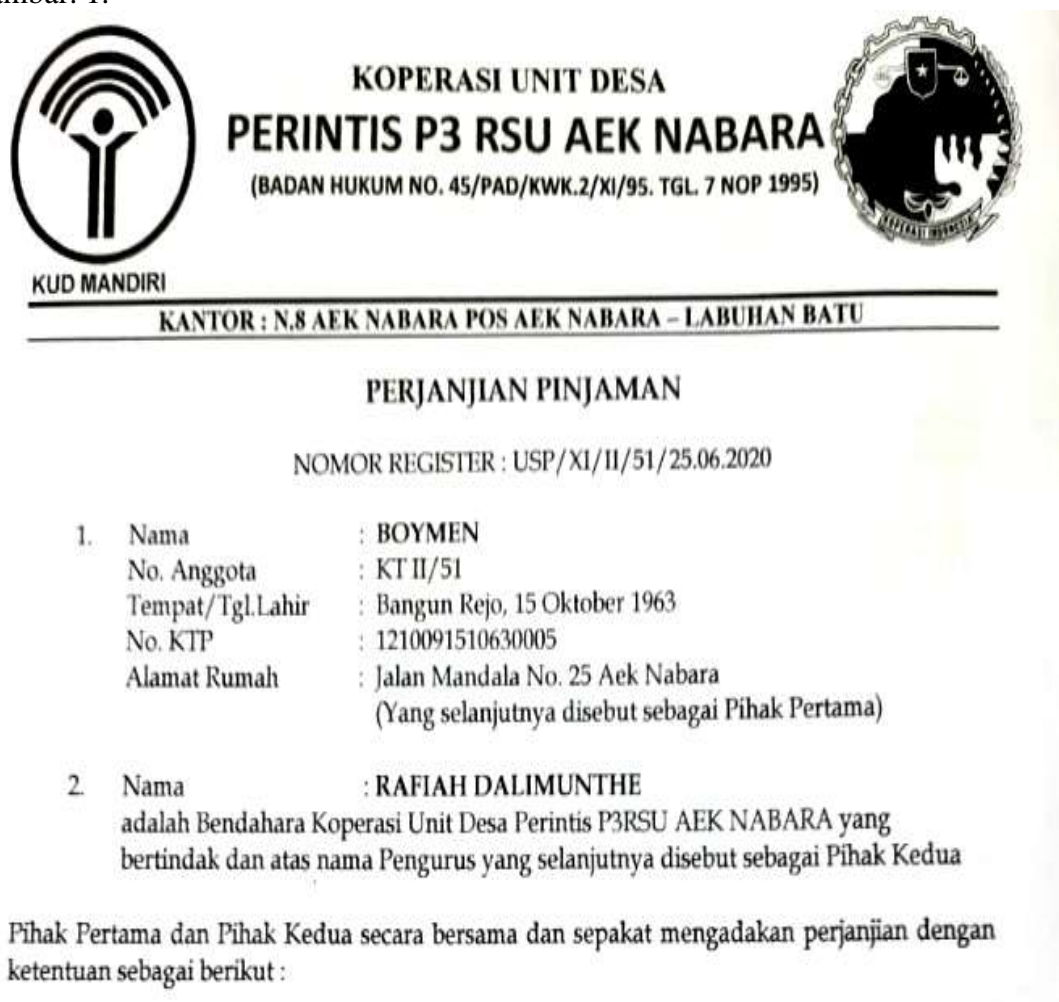 KOPERASI UNIT DESA
PERINTIS P3 RSU AEK NABARA
(BADAN HUKUM NO. 45/PAD/KWK.2/XI/95. TGL. 7 NOP 1995)
KUD MANDIRI
KOPERASI INDONESIA
KANTOR : N.8 AEK NABARA POS AEK NABARA – LABUHAN BATU
PERJANJIAN PINJAMAN
NOMOR REGISTER : USP/XI/II/51/25.06.2020
1. Nama : BOYMEN
No. Anggota : KT II/51
Tempat/Tgl.Lahir : Bangun Rejo, 15 Oktober 1963
No. KTP : 1210091510630005
Alamat Rumah : Jalan Mandala No. 25 Aek Nabara
(Yang selanjutnya disebut sebagai Pihak Pertama)
2. Nama : RAFIAH DALIMUNTHE
adalah Bendahara Koperasi Unit Desa Perintis P3RSU AEK NABARA yang
bertindak dan atas nama Pengurus yang selanjutnya disebut sebagai Pihak Kedua
Pihak Pertama dan Pihak Kedua secara bersama dan sepakat mengadakan perjanjian dengan
ketentuan sebagai berikut :